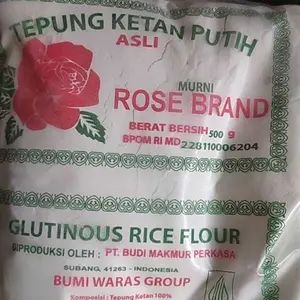 TEPUNG KETAN PUTIH
ASLI
MURNI
ROSE BRAND
BERAT BERSIH 500 g
BPOM RI MD 228110006204
GLUTINOUS RICE FLOUR
DIPRODUKSI OLEH : PT. BUDI MAKMUR PERKASA
SUBANG, 41263 - INDONESIA
BUMI WARAS GROUP
Komposisi : Tepung Ketan 100%